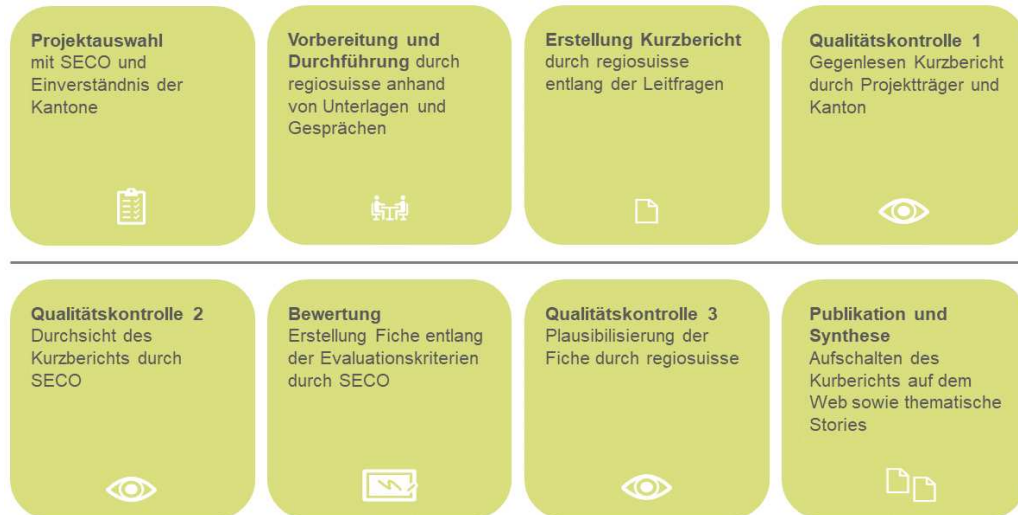 Projektauswahl
mit SECO und
Einverständnis der
Kantone
Vorbereitung und
Durchführung durch
regiosuisse anhand
von Unterlagen und
Gesprächen
Erstellung Kurzbericht
durch regiosuisse
entlang der Leitfragen
Qualitätskontrolle 1
Gegenlesen Kurzbericht
durch Projektträger und
Kanton
Qualitätskontrolle 2
Durchsicht des
Kurzberichts durch
SECO
Bewertung
Erstellung Fiche entlang
der Evaluationskriterien
durch SECO
Qualitätskontrolle 3
Plausibilisierung der
Fiche durch regiosuisse
Publikation und
Synthese
Aufschalten des
Kurberichts auf dem
Web sowie thematische
Stories